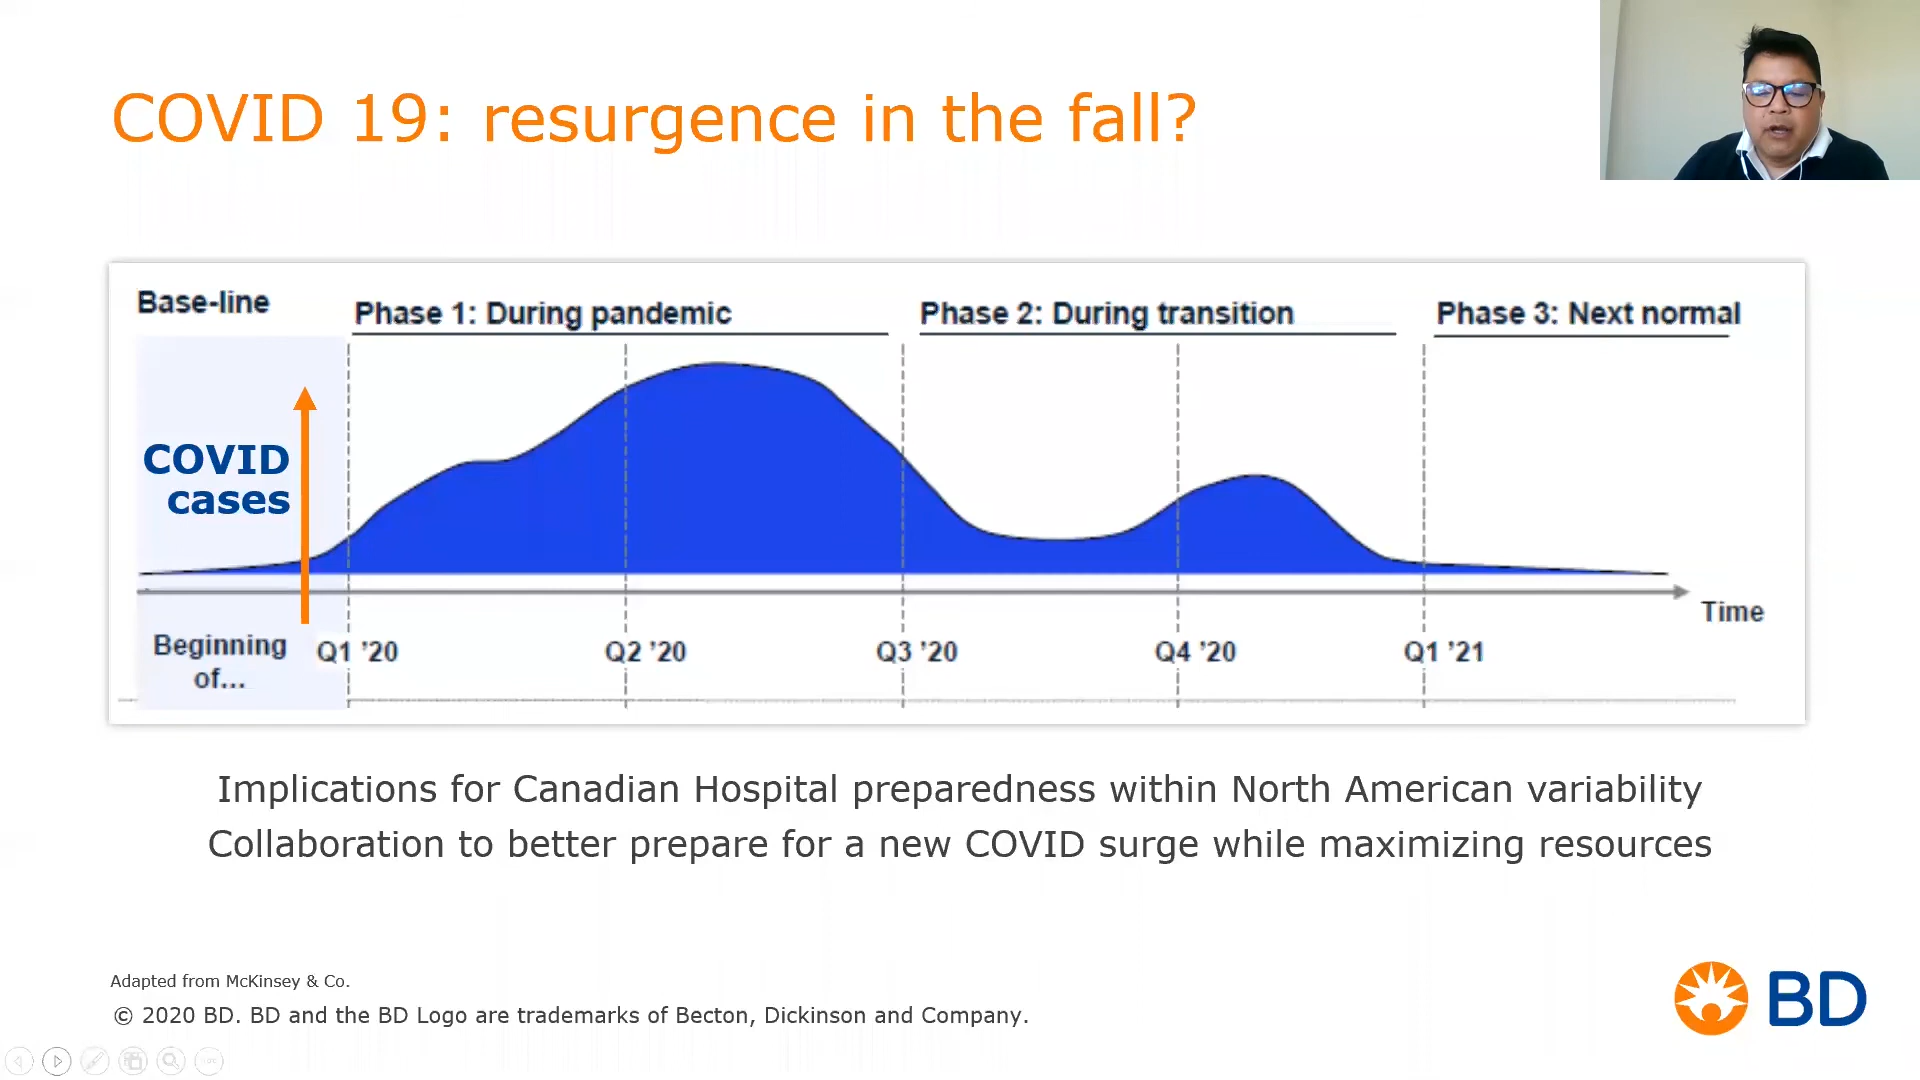 COVID 19: resurgence in the fall?
Base-line
Phase 1: During pandemic
Phase 2: During transition
Phase 3: Next normal
COVID
cases
Time
Beginning
of...
Q1 ’20
Q2 ’20
Q3 ’20
Q4 ’20
Q1 ’21
Implications for Canadian Hospital preparedness within North American variability
Collaboration to better prepare for a new COVID surge while maximizing resources
Adapted from McKinsey & Co.
© 2020 BD. BD and the BD Logo are trademarks of Becton, Dickinson and Company.
BD